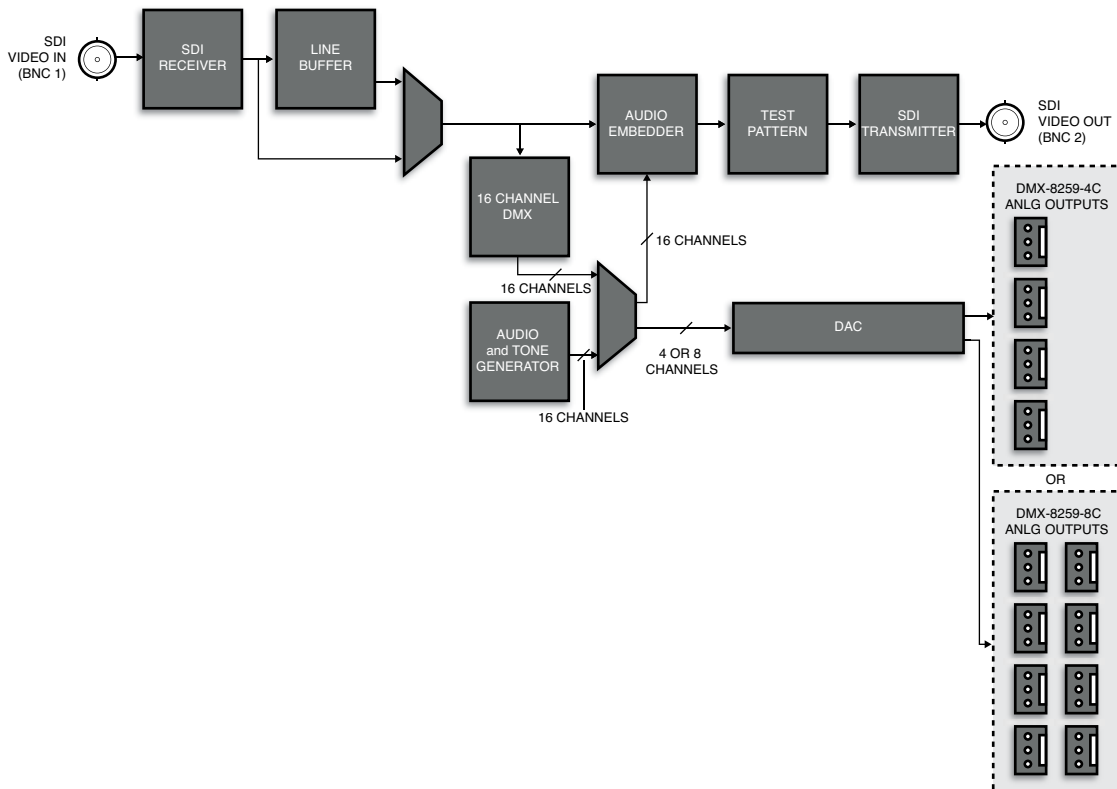 SDI
VIDEO IN
(BNC 1)
SDI
RECEIVER
LINE
BUFFER
AUDIO
EMBEDDER
TEST
PATTERN
SDI
TRANSMITTER
SDI
VIDEO OUT
(BNC 2)
16 CHANNEL
DMX
16 CHANNELS
16 CHANNELS
AUDIO
and TONE
GENERATOR
16 CHANNELS
4 OR 8
CHANNELS
DAC
DMX-8259-4C
ANLG OUTPUTS
OR
DMX-8259-8C
ANLG OUTPUTS